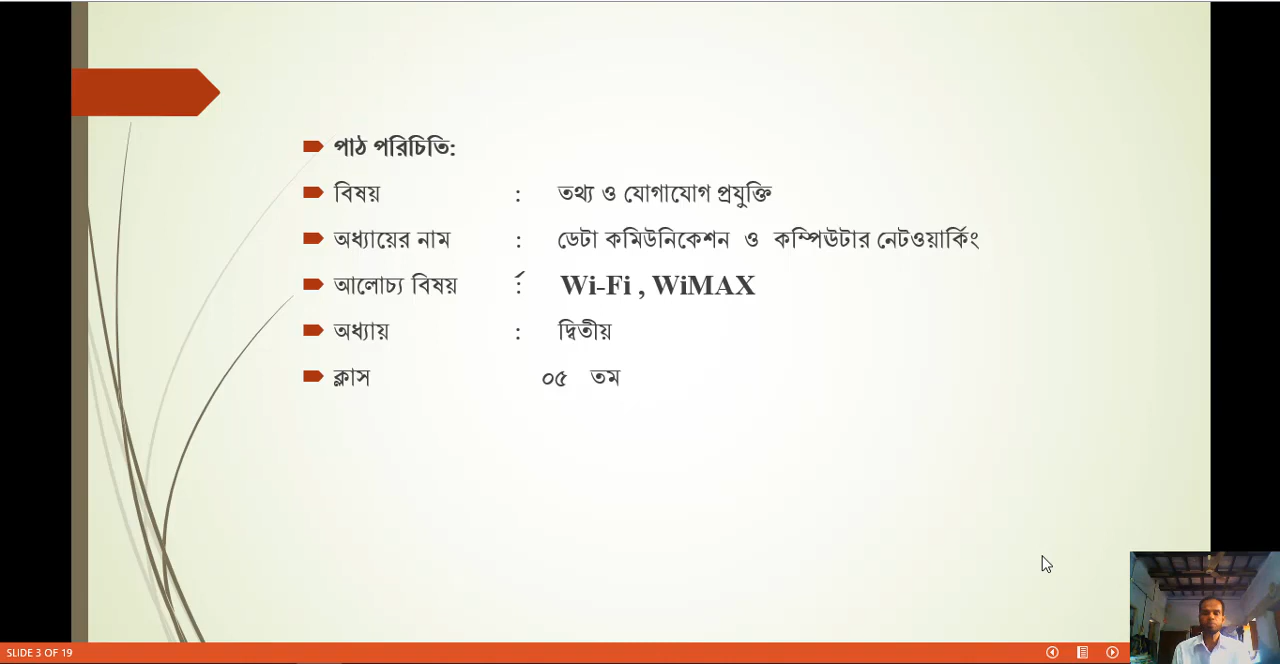 পাঠ পরিচিতি:
বিষয় : তথ্য ও যোগাযোগ প্রযুক্তি
অধ্যায়ের নাম : ডেটা কমিউনিকেশন ও কম্পিঊটার নেটওয়ার্কিং
আলোচ্য বিষয় : Wi-Fi , WiMAX
অধ্যায় : দ্বিতীয়
ক্লাস ০৫ তম
SLIDE 3 OF 19